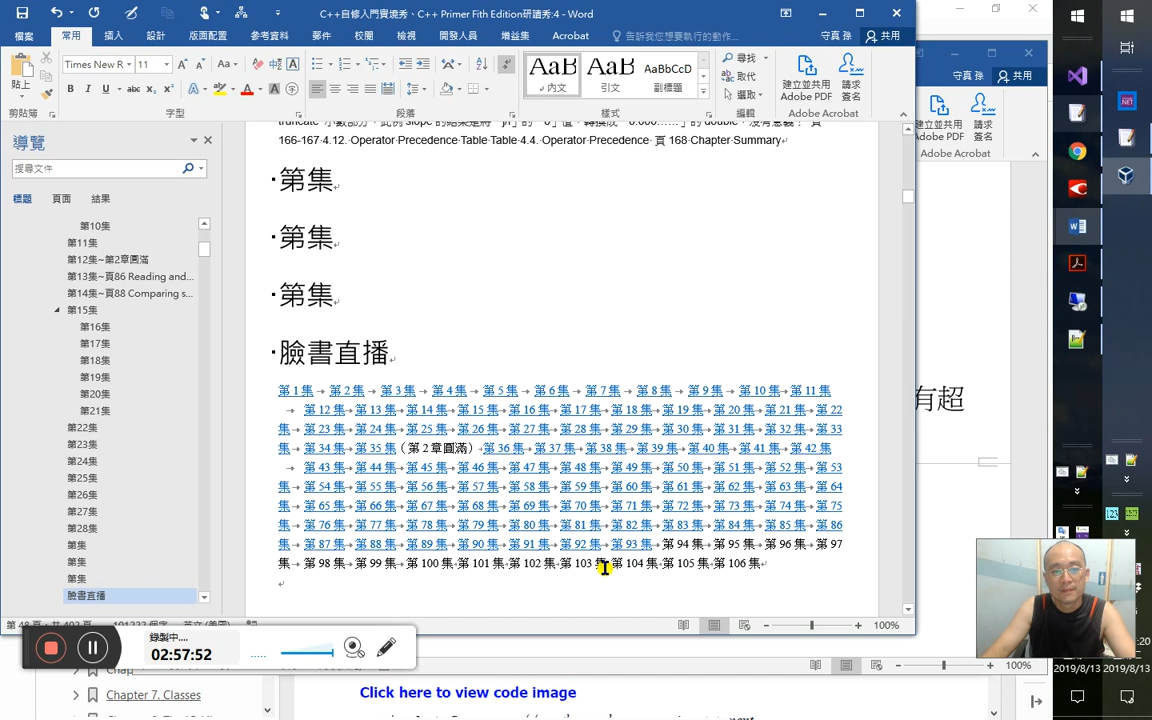 C++自修入門實境秀、C++ Primer Fith Edition研讀秀:4 - Word
檔案 常用 插入 設計 版面配置 參考資料 郵件 校閱 檢視 開發人員 增益集 Acrobat 告訴我您想要執行的動作... 守真 孫 共用
Times New R 11 Aa
貼上
尋找
取代
選取
AaB AaB AaBbCcD
內文 引文 副標題
建立並共用 Adobe PDF
請求 簽名
剪貼簿 字型 段落 樣式 編輯 Adobe Acrobat
守真 孫 共用
建立並共用 Adobe PDF
請求 簽名
Adobe Acrobat
導覽
搜尋文件
標題 頁面 結果
第10集
第11集
第12集~第2章圓滿
第13集~頁86 Reading and...
第14集~頁88 Comparing s...
第15集
第16集
第17集
第18集
第19集
第20集
第21集
第22集
第23集
第24集
第25集
第26集
第27集
第28集
第集
第集
第集
臉書直播
166-167·4.12.·Operator·Precedence·Table·Table·4.4.·Operator·Precedence· 頁 168·Chapter·Summary
第集
第集
第集
臉書直播
第 1 集 → 第 2 集 → 第 3 集 → 第 4 集 → 第 5 集 → 第 6 集 → 第 7 集 → 第 8 集 → 第 9 集 → 第 10 集 → 第 11 集
→ 第 12 集→ 第 13 集→ 第 14 集→ 第 15 集→ 第 16 集→ 第 17 集→ 第 18 集→ 第 19 集→ 第 20 集→ 第 21 集→ 第 22
集→ 第 23 集→ 第 24 集→ 第 25 集→ 第 26 集→ 第 27 集→ 第 28 集→ 第 29 集→ 第 30 集→ 第 31 集→ 第 32 集→ 第 33
集→ 第 34 集→ 第 35 集（第 2 章圓滿）→第 36 集→ 第 37 集→ 第 38 集→ 第 39 集→ 第 40 集→ 第 41 集→ 第 42 集
→ 第 43 集→ 第 44 集→ 第 45 集→ 第 46 集→ 第 47 集→ 第 48 集→ 第 49 集→ 第 50 集→ 第 51 集→ 第 52 集→ 第 53
集→ 第 54 集→ 第 55 集→ 第 56 集→ 第 57 集→ 第 58 集→ 第 59 集→ 第 60 集→ 第 61 集→ 第 62 集→ 第 63 集→ 第 64
集→ 第 65 集→ 第 66 集→ 第 67 集→ 第 68 集→ 第 69 集→ 第 70 集→ 第 71 集→ 第 72 集→ 第 73 集→ 第 74 集→ 第 75
集→ 第 76 集→ 第 77 集→ 第 78 集→ 第 79 集→ 第 80 集→ 第 81 集→ 第 82 集→ 第 83 集→ 第 84 集→ 第 85 集→ 第 86
集→ 第 87 集→ 第 88 集→ 第 89 集→ 第 90 集→ 第 91 集→ 第 92 集→ 第 93 集→ 第 94 集→ 第 95 集→ 第 96 集→ 第 97
集→ 第 98 集→ 第 99 集→ 第 100 集→ 第 101 集→ 第 102 集→ 第 103 集→ 第 104 集→ 第 105 集→ 第 106 集
有超
100%
錄製中....
02:57:52
100%
Chapter 7. Classes
Click here to view code image
2019/8/13 2019/8/13